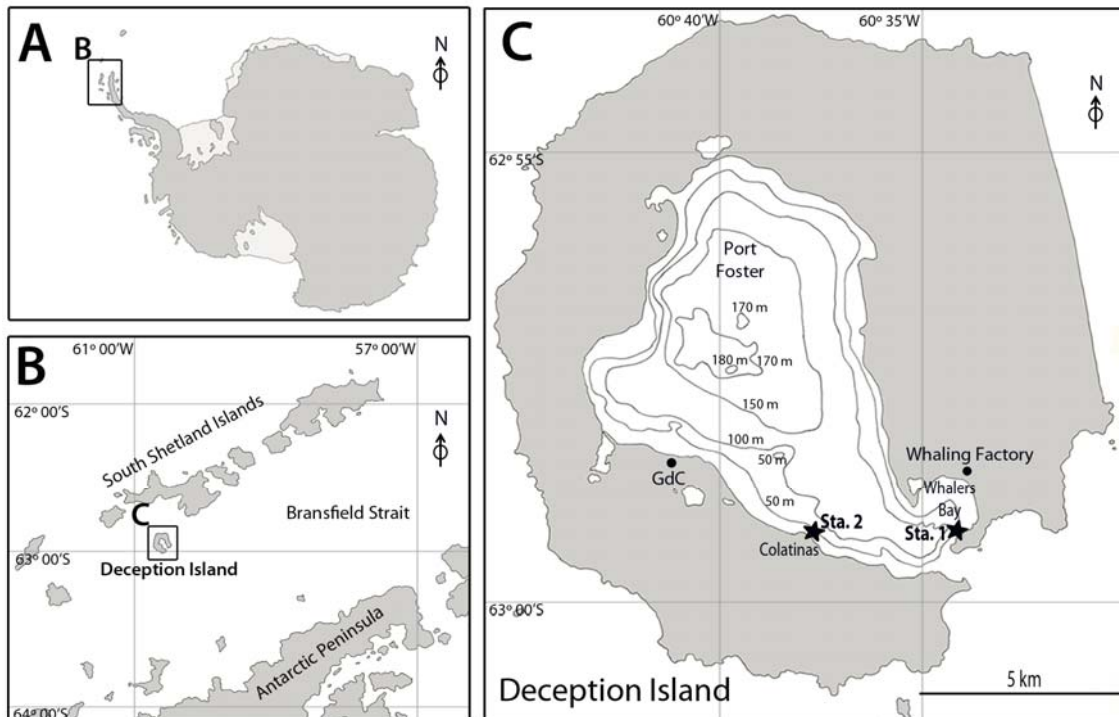 A
B
N
B
61° 00'W
57° 00'W
62° 00'S
N
South Shetland Islands
C
Bransfield Strait
63° 00'S
Deception Island
Antarctic Peninsula
64° 00'S
C
60° 40'W
60° 35'W
N
62° 55'S
Port
Foster
170 m
180 m
170 m
150 m
100 m
50 m
Whaling Factory
GdC
Whalers
Bay
50 m
Sta. 2
Sta. 1
Colatinas
63° 00'S
Deception Island
5 km